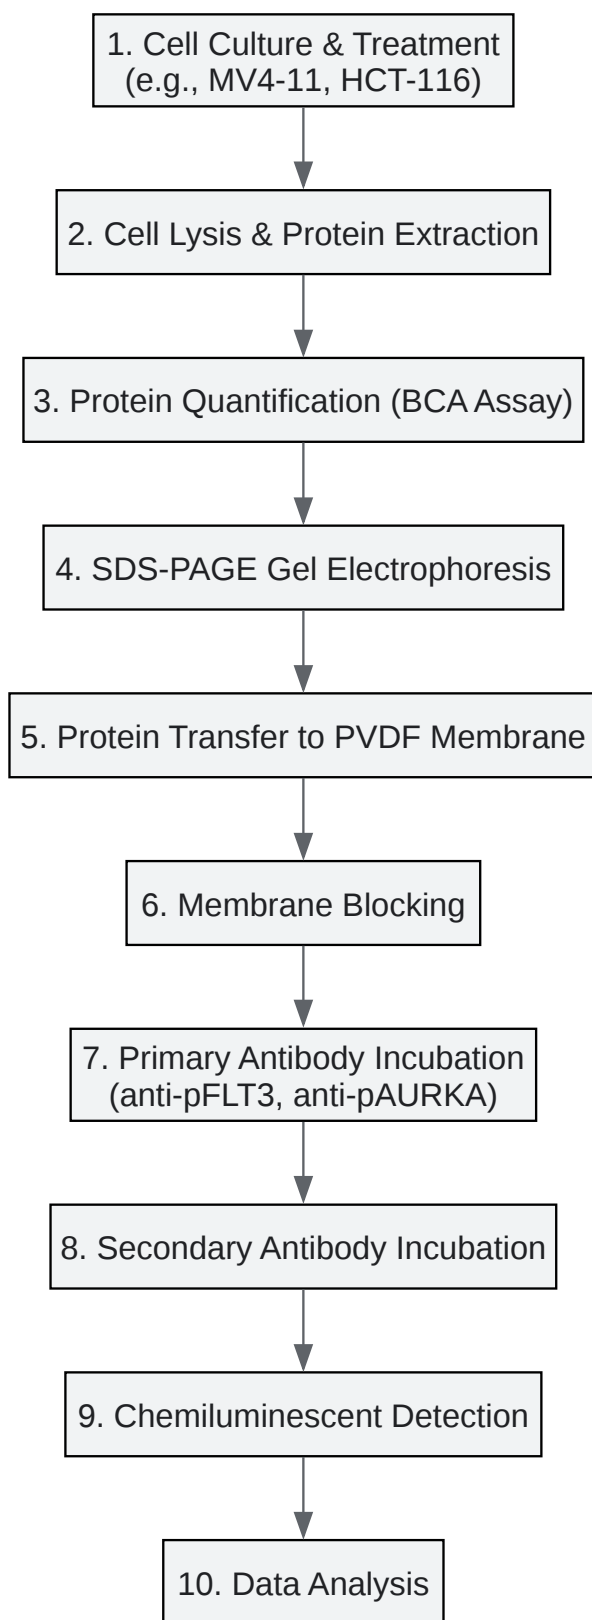 1. Cell Culture & Treatment
(e.g., MV4-11, HCT-116)
2. Cell Lysis & Protein Extraction
3. Protein Quantification (BCA Assay)
4. SDS-PAGE Gel Electrophoresis
5. Protein Transfer to PVDF Membrane
6. Membrane Blocking
7. Primary Antibody Incubation
(anti-pFLT3, anti-pAURKA)
8. Secondary Antibody Incubation
9. Chemiluminescent Detection
10. Data Analysis